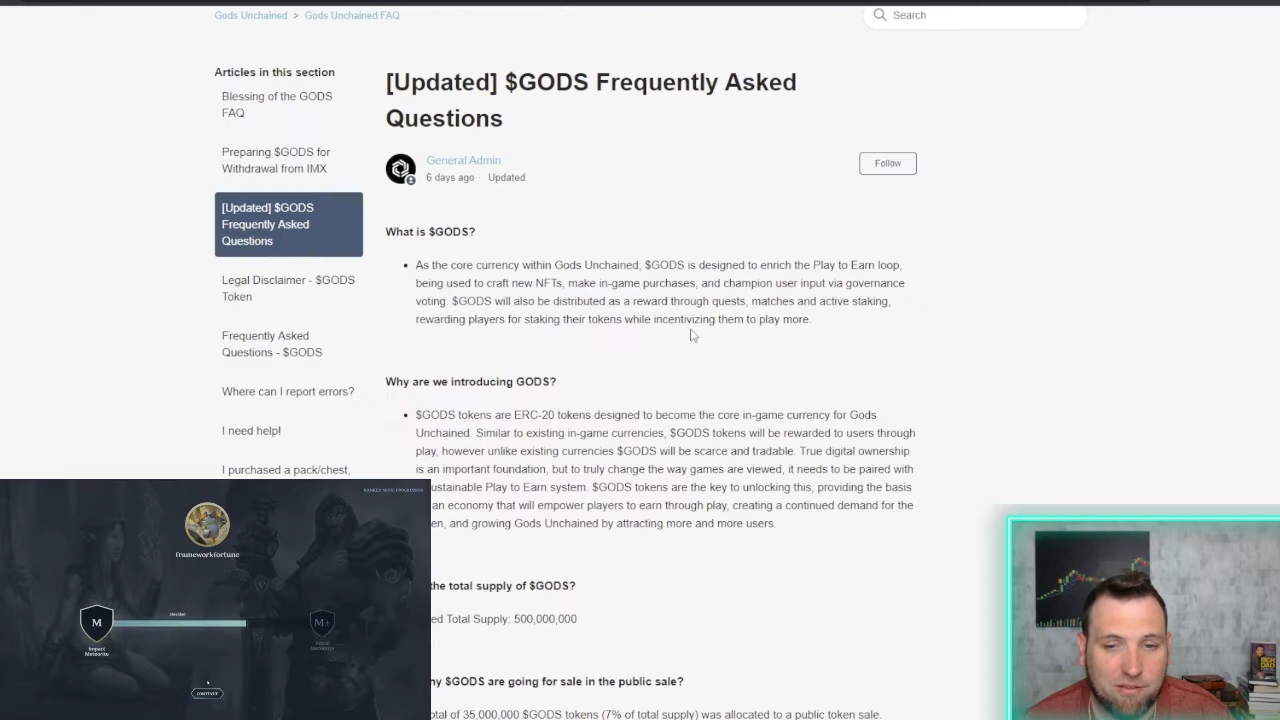 Gods Unchained > Gods Unchained FAQ
Search
Articles in this section
Blessing of the GODS
FAQ
Preparing $GODS for
Withdrawal from IMX
[Updated] $GODS
Frequently Asked
Questions
Legal Disclaimer - $GODS
Token
Frequently Asked
Questions - $GODS
Where can I report errors?
I need help!
I purchased a pack/chest,
[Updated] $GODS Frequently Asked
Questions
General Admin
6 days ago · Updated
Follow
What is $GODS?
• As the core currency within Gods Unchained, $GODS is designed to enrich the Play to Earn loop,
being used to craft new NFTs, make in-game purchases, and champion user input via governance
voting. $GODS will also be distributed as a reward through quests, matches and active staking,
rewarding players for staking their tokens while incentivizing them to play more.
Why are we introducing GODS?
• $GODS tokens are ERC-20 tokens designed to become the core in-game currency for Gods
Unchained. Similar to existing in-game currencies, $GODS tokens will be rewarded to users through
play, however unlike existing currencies $GODS will be scarce and tradable. True digital ownership
is an important foundation, but to truly change the way games are viewed, it needs to be paired with
sustainable Play to Earn system. $GODS tokens are the key to unlocking this, providing the basis
an economy that will empower players to earn through play, creating a continued demand for the
en, and growing Gods Unchained by attracting more and more users.
the total supply of $GODS?
ed Total Supply: 500,000,000
ny $GODS are going for sale in the public sale?
otal of 35,000,000 $GODS tokens (7% of total supply) was allocated to a public token sale.
RANKED MODE PROGRESSION
frameworkfortune
M
Impact
Meteorite
M+
Meteorite
CONTINUE
RICH
DAD